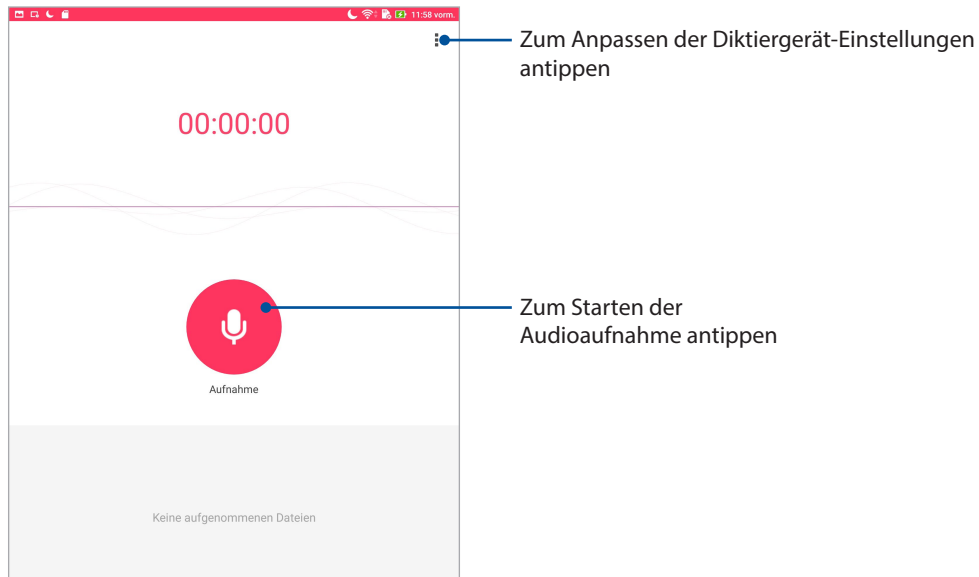 11:58 vorm.
Zum Anpassen der Diktiergerät-Einstellungen
antippen
00:00:00
Zum Starten der
Audioaufnahme antippen
Aufnahme
Keine aufgenommenen Dateien